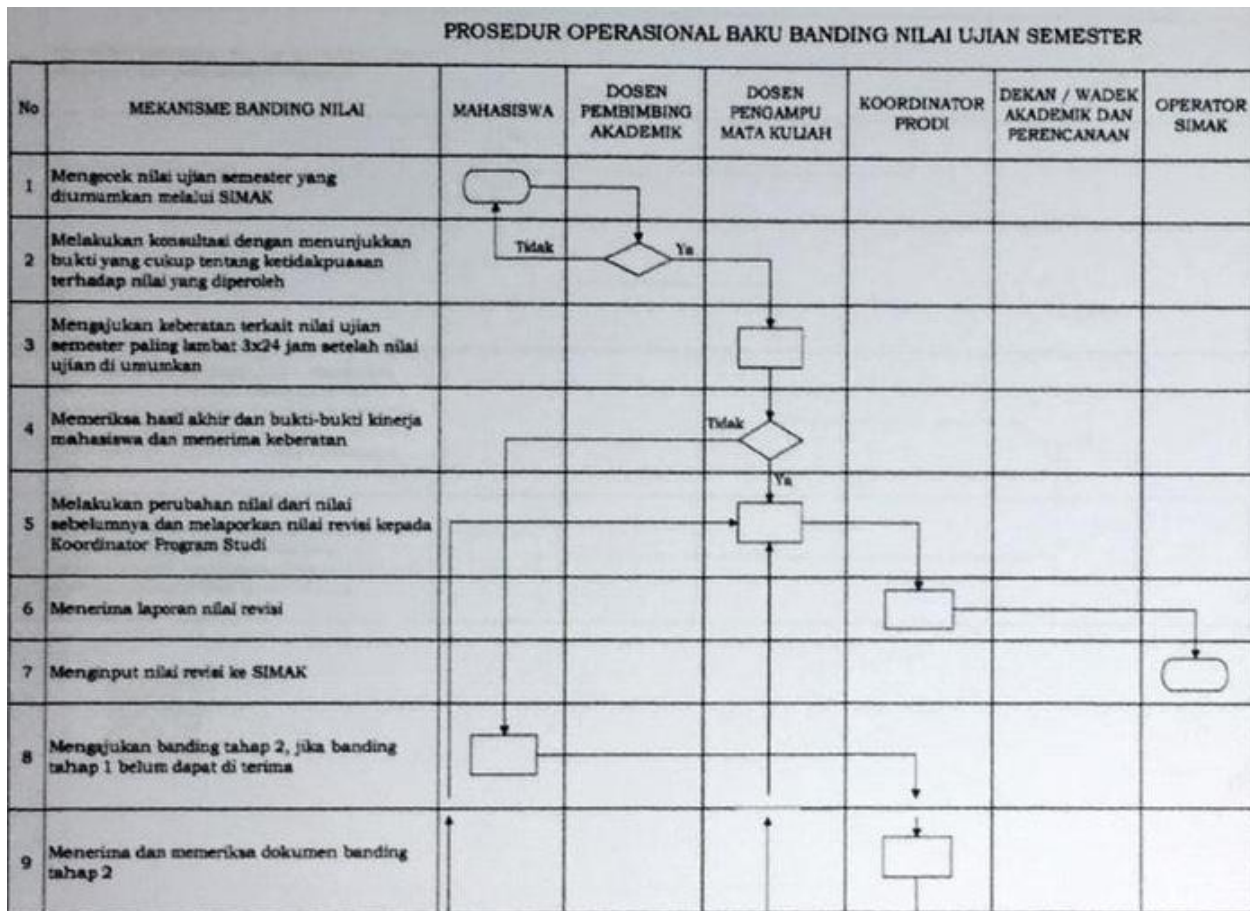 PROSEDUR OPERASIONAL BAKU BANDING NILAI UJIAN SEMESTER
No
MEKANISME BANDING NILAI
MAHASISWA
DOSEN
PEMBIMBING
AKADEMIK
DOSEN
PENGAMPU
MATA KULIAH
KOORDINATOR
PRODI
DEKAN / WADEK
AKADEMIK DAN
PERENCANAAN
OPERATOR
SIMAK
1
Mengecek nilai ujian semester yang
diumumkan melalui SIMAK
2
Melakukan konsultasi dengan menunjukkan
bukti yang cukup tentang ketidakpuasan
terhadap nilai yang diperoleh
Tidak
Ya
3
Mengajukan keberatan terkait nilai ujian
semester paling lambat 3x24 jam setelah nilai
ujian di umumkan
4
Memeriksa hasil akhir dan bukti-bukti kinerja
mahasiswa dan menerima keberatan
Tidak
Ya
5
Melakukan perubahan nilai dari nilai
sebelumnya dan melaporkan nilai revisi kepada
Koordinator Program Studi
6
Menerima laporan nilai revisi
7
Menginput nilai revisi ke SIMAK
8
Mengajukan banding tahap 2, jika banding
tahap 1 belum dapat di terima
9
Menerima dan memeriksa dokumen banding
tahap 2